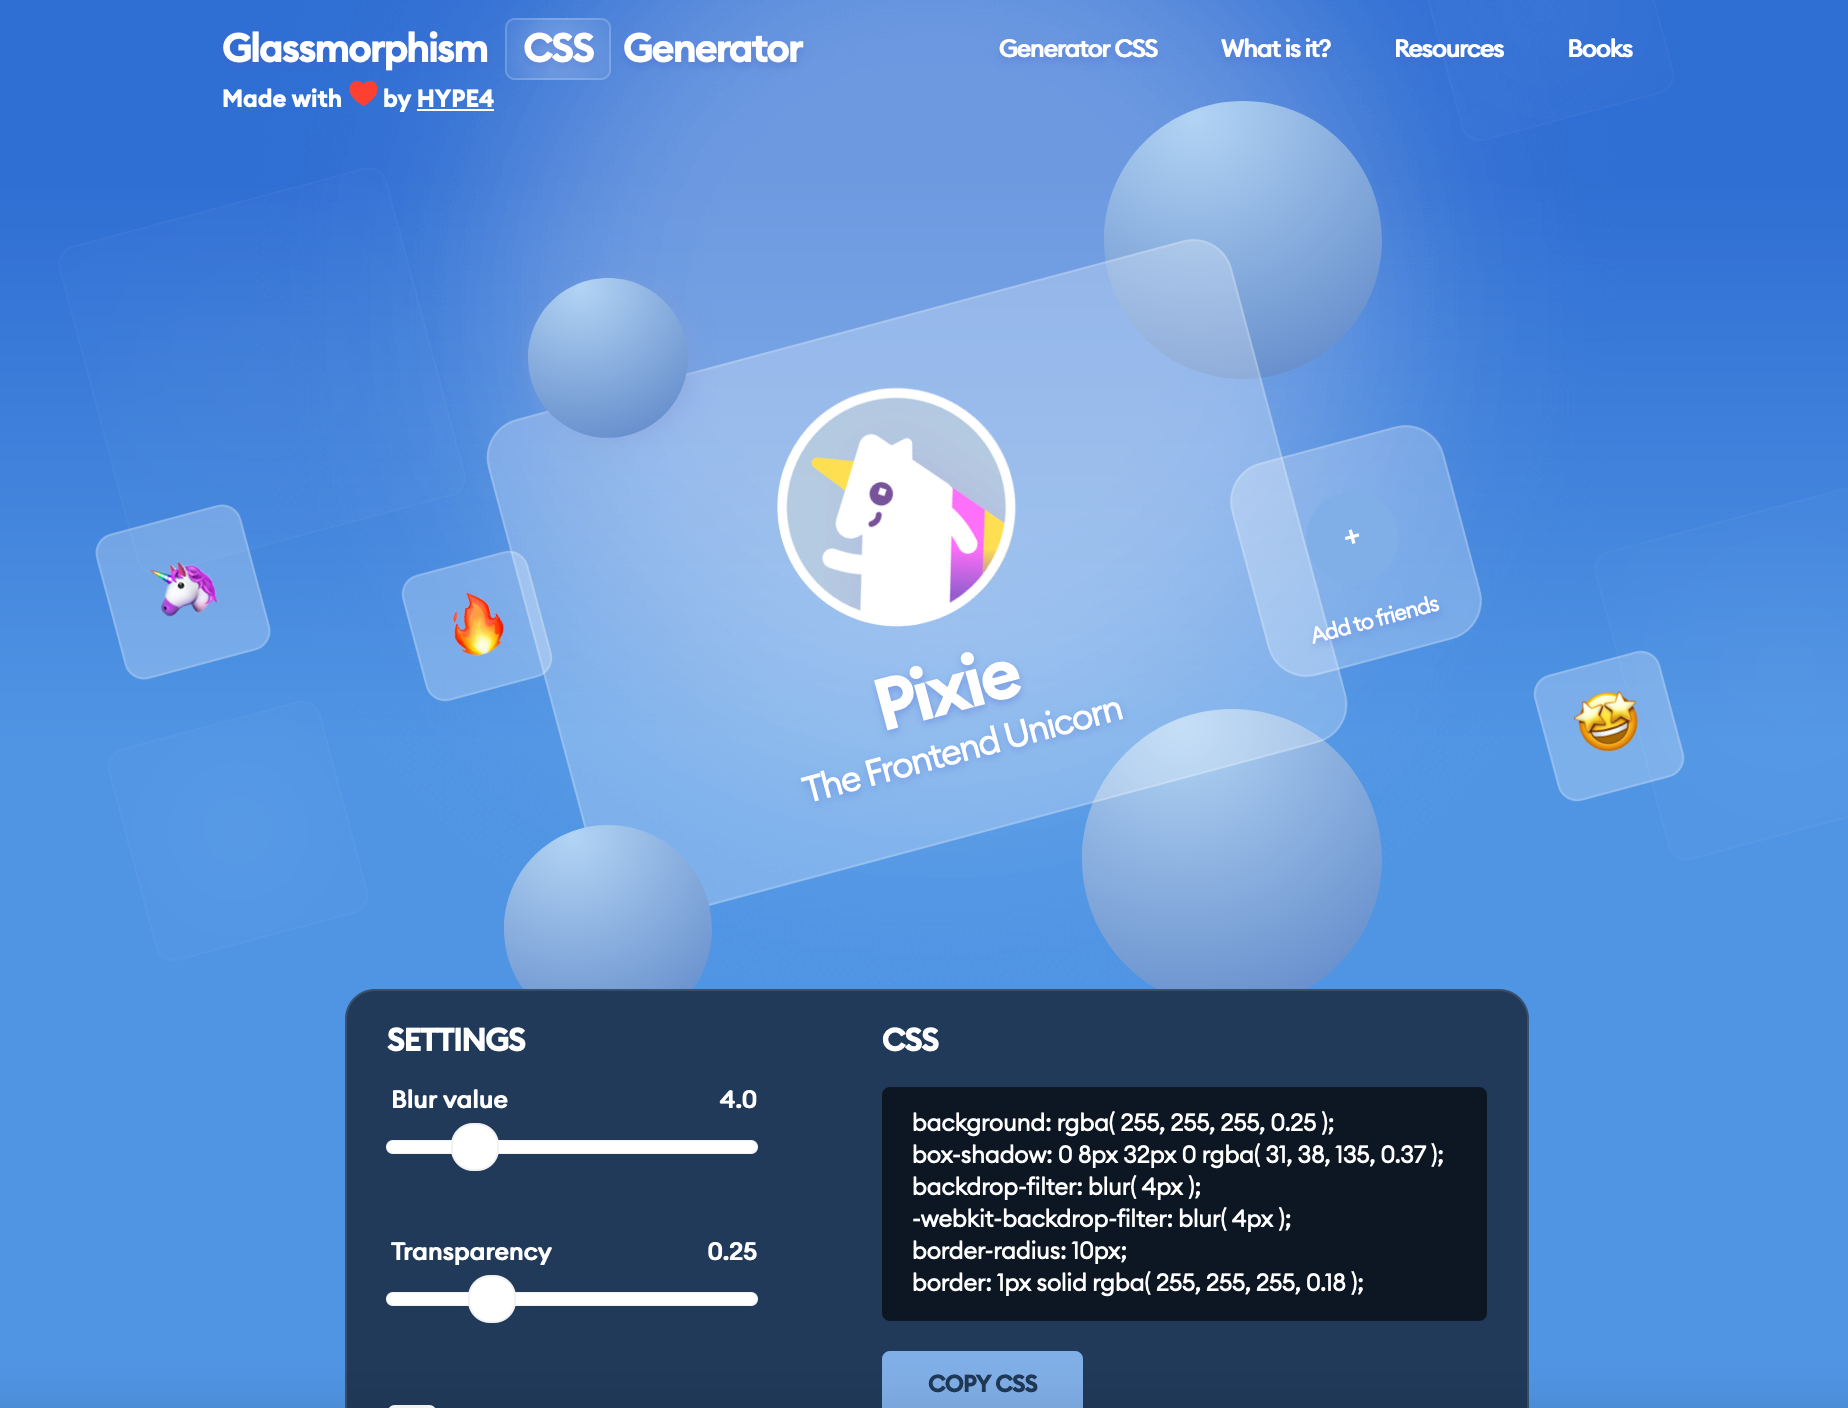 Glassmorphism CSS Generator
Made with ❤️ by HYPE4
Generator CSS What is it? Resources Books
+
Add to friends
Pixie
The Frontend Unicorn
SETTINGS
Blur value 4.0
Transparency 0.25
CSS
background: rgba( 255, 255, 255, 0.25 );
box-shadow: 0 8px 32px 0 rgba( 31, 38, 135, 0.37 );
backdrop-filter: blur( 4px );
-webkit-backdrop-filter: blur( 4px );
border-radius: 10px;
border: 1px solid rgba( 255, 255, 255, 0.18 );
COPY CSS